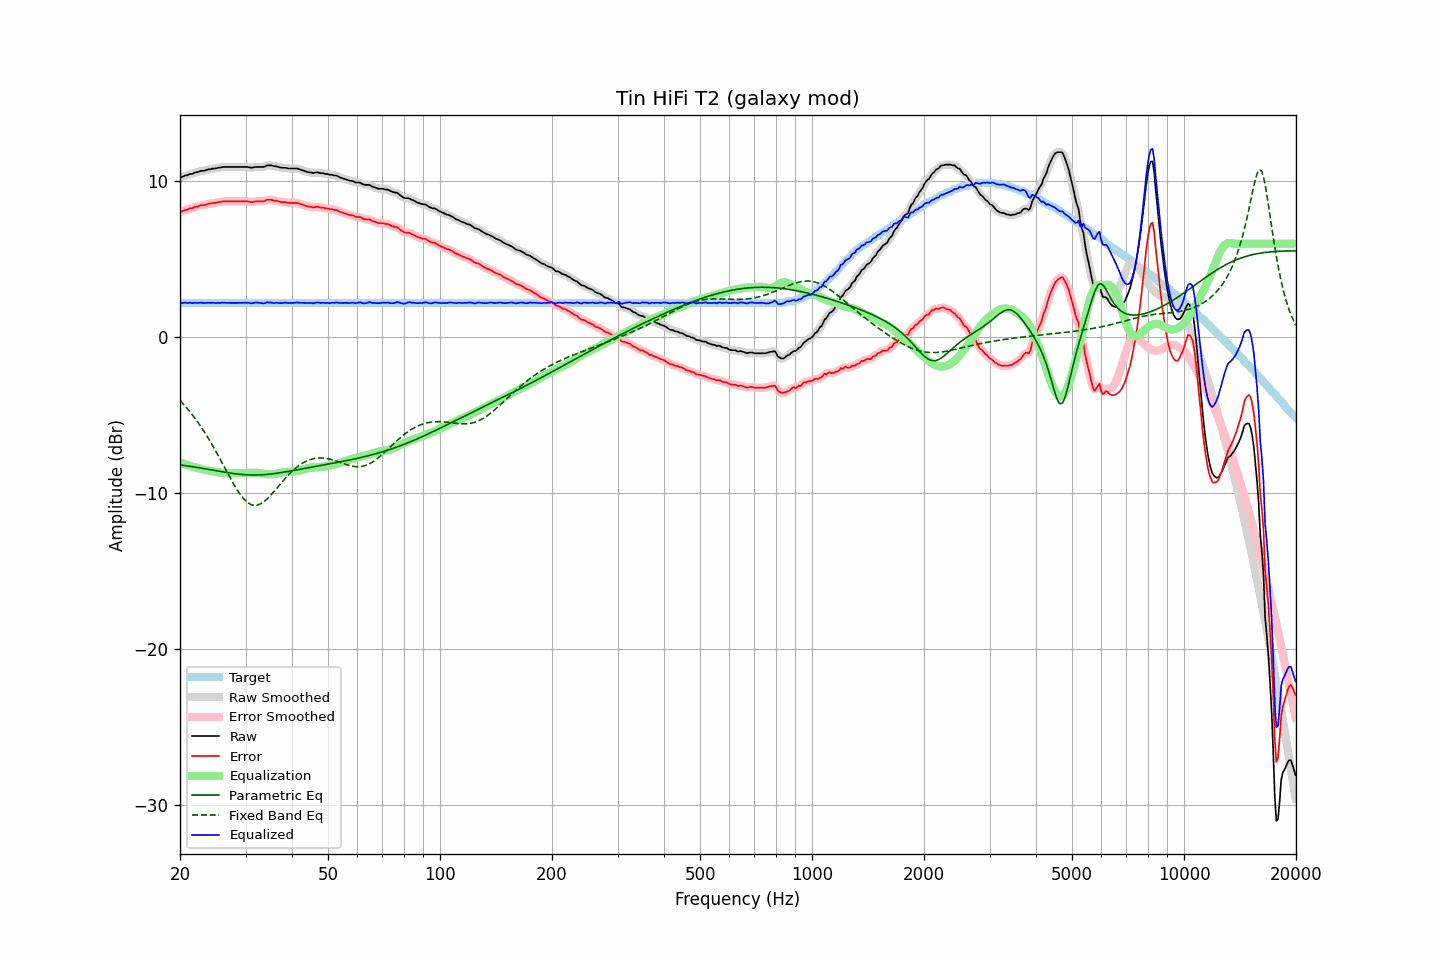 Tin HiFi T2 (galaxy mod)
Amplitude (dBr)
10
0
−10
−20
−30
Target
Raw Smoothed
Error Smoothed
Raw
Error
Equalization
Parametric Eq
Fixed Band Eq
Equalized
20 50 100 200 500 1000 2000 5000 10000 20000
Frequency (Hz)